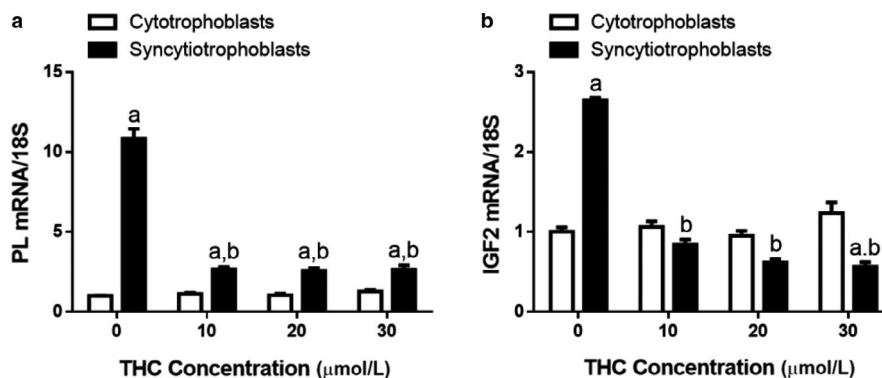 a
Cytotrophoblasts
Syncytiotrophoblasts
PL mRNA/18S
15
10
5
0
a
a,b
a,b
a,b
0 10 20 30
THC Concentration (μmol/L)
b
Cytotrophoblasts
Syncytiotrophoblasts
IGF2 mRNA/18S
3
2
1
0
a
b
b
a.b
0 10 20 30
THC Concentration (μmol/L)